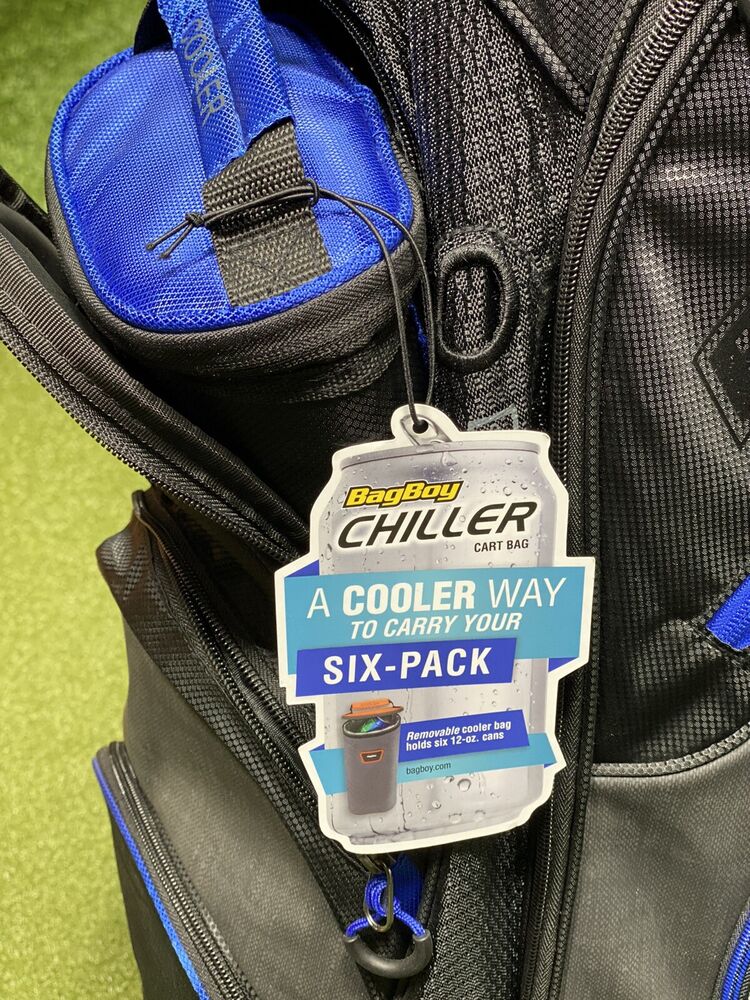 COOLER
BagBoy
CHILLER
CART BAG
A COOLER WAY
TO CARRY YOUR
SIX-PACK
Removable cooler bag
holds six 12-oz. cans
bagboy.com